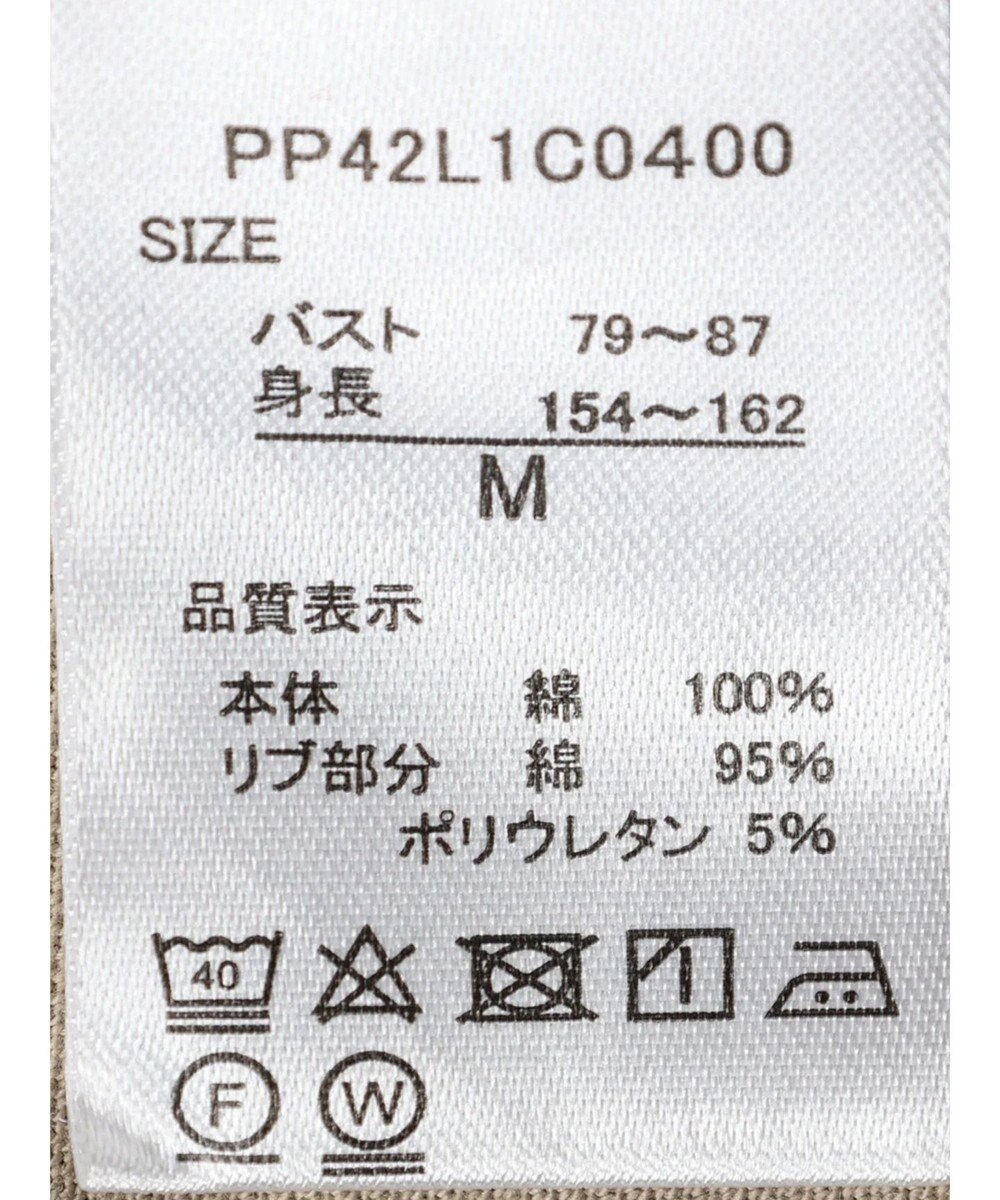 PP42L1C0400
SIZE
バスト 79〜87
身長 154〜162
M
品質表示
本体 綿 100%
リブ部分 綿 95%
ポリウレタン 5%
40
F W